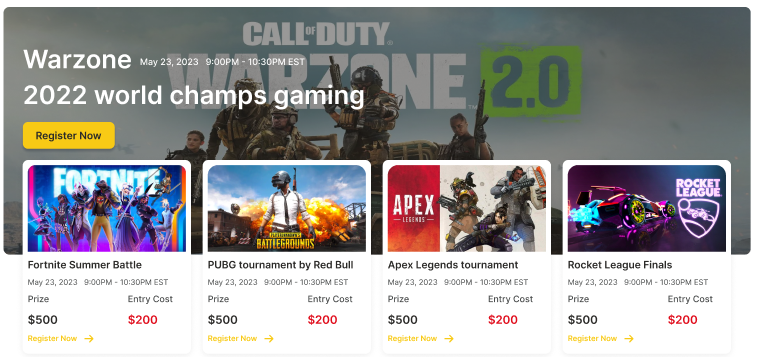 CALL OF DUTY
WARZONE 2.0
Warzone May 23, 2023 9:00PM - 10:30PM EST
2022 world champs gaming
Register Now
FORTNITE
PLAYERUNKNOWN'S
BATTLEGROUNDS
APEX
LEGENDS
ROCKET
LEAGUE
Fortnite Summer Battle
May 23, 2023 9:00PM - 10:30PM EST
Prize Entry Cost
$500 $200
Register Now →
PUBG tournament by Red Bull
May 23, 2023 9:00PM - 10:30PM EST
Prize Entry Cost
$500 $200
Register Now →
Apex Legends tournament
May 23, 2023 9:00PM - 10:30PM EST
Prize Entry Cost
$500 $200
Register Now →
Rocket League Finals
May 23, 2023 9:00PM - 10:30PM EST
Prize Entry Cost
$500 $200
Register Now →